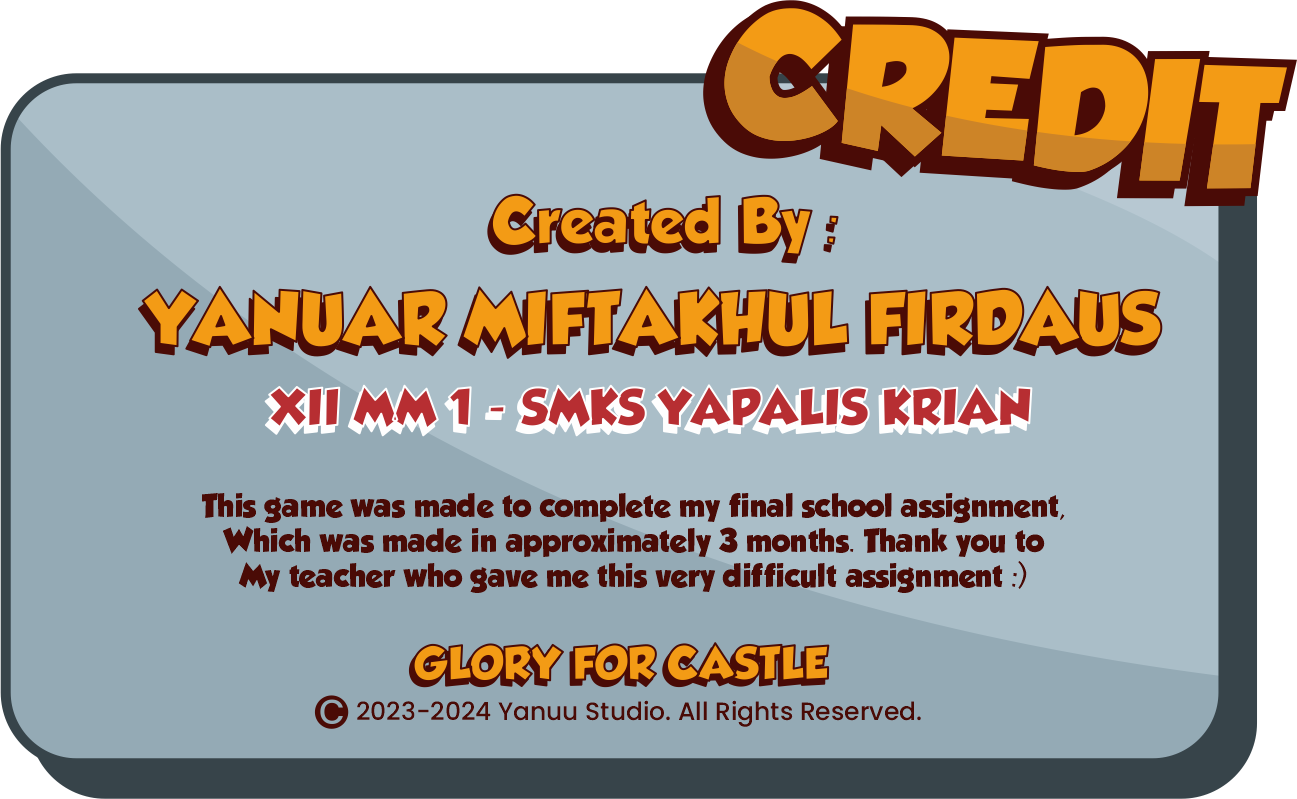 CREDIT
Created By :
YANUAR MIFTAKHUL FIRDAUS
XII MM 1 - SMKS YAPALIS KRIAN
This game was made to complete my final school assignment,
Which was made in approximately 3 months. Thank you to
My teacher who gave me this very difficult assignment :)
GLORY FOR CASTLE
© 2023-2024 Yanuu Studio. All Rights Reserved.